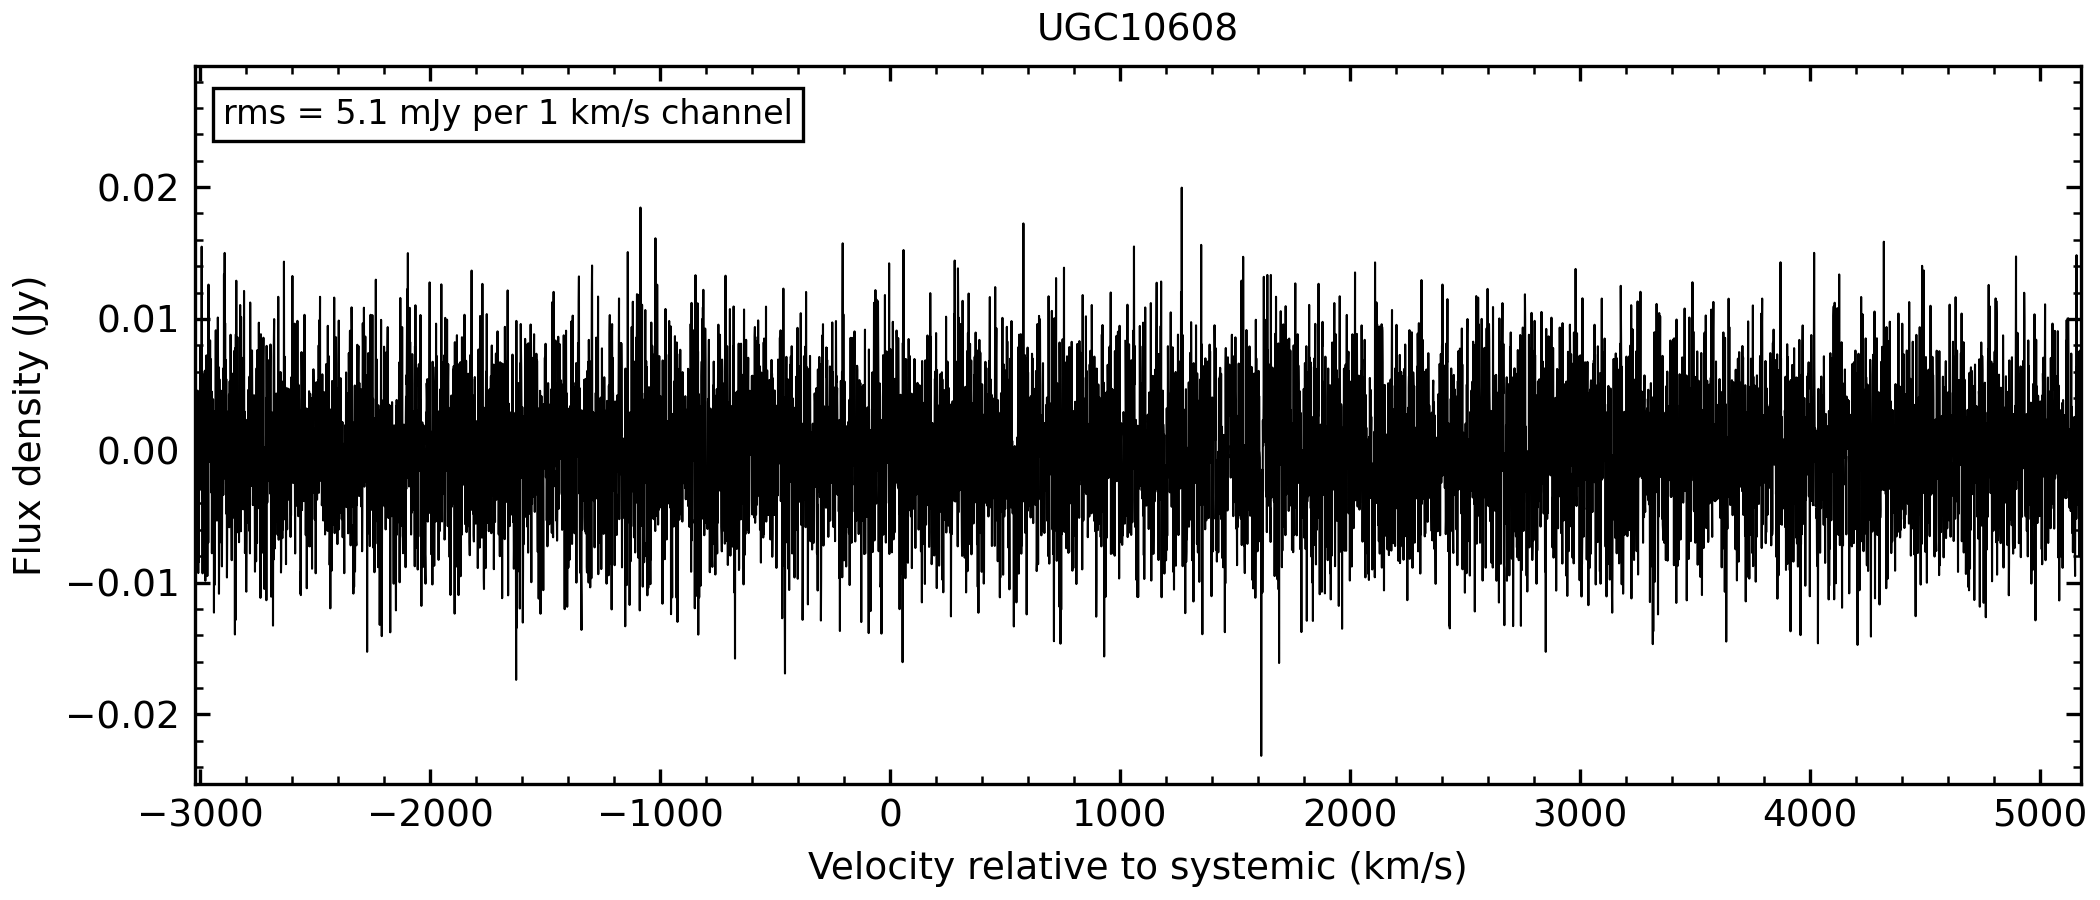 UGC10608
rms = 5.1 mJy per 1 km/s channel
Flux density (Jy)
0.02
0.01
0.00
−0.01
−0.02
−3000 −2000 −1000 0 1000 2000 3000 4000 5000
Velocity relative to systemic (km/s)